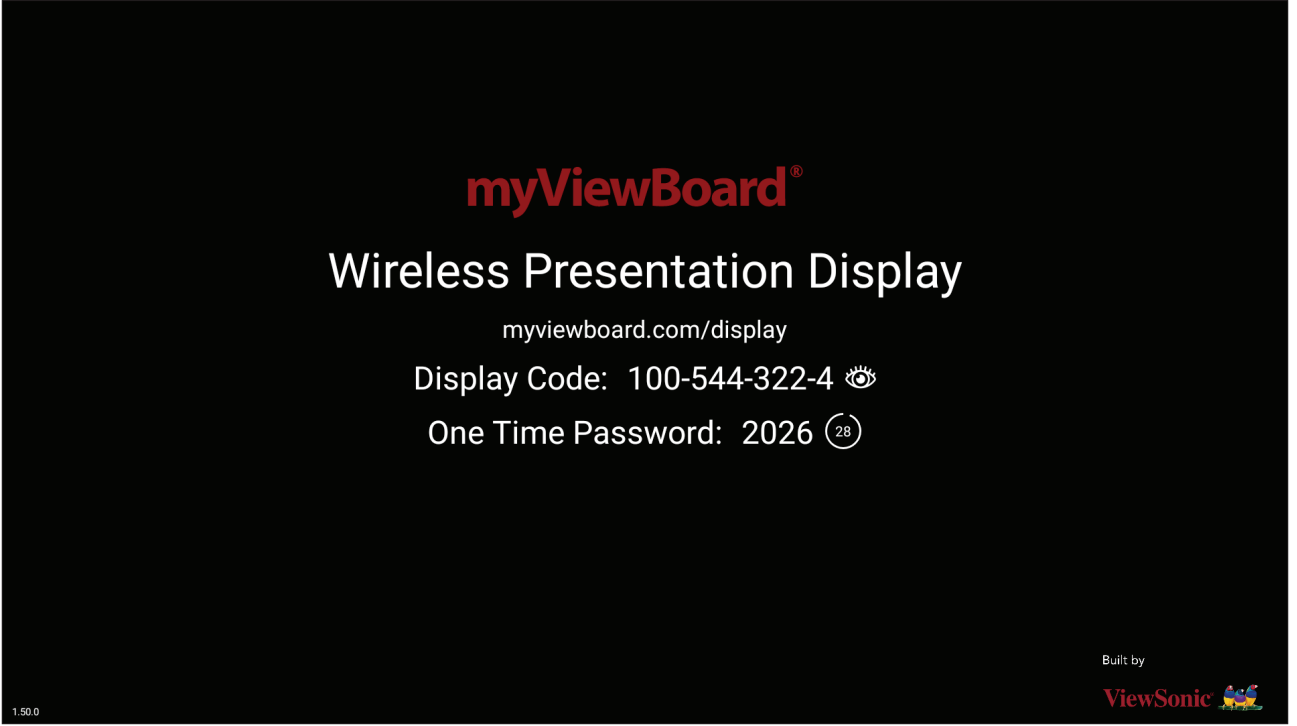 myViewBoard®
Wireless Presentation Display
myviewboard.com/display
Display Code: 100-544-322-4
One Time Password: 2026 28
Built by
ViewSonic®
1.50.0